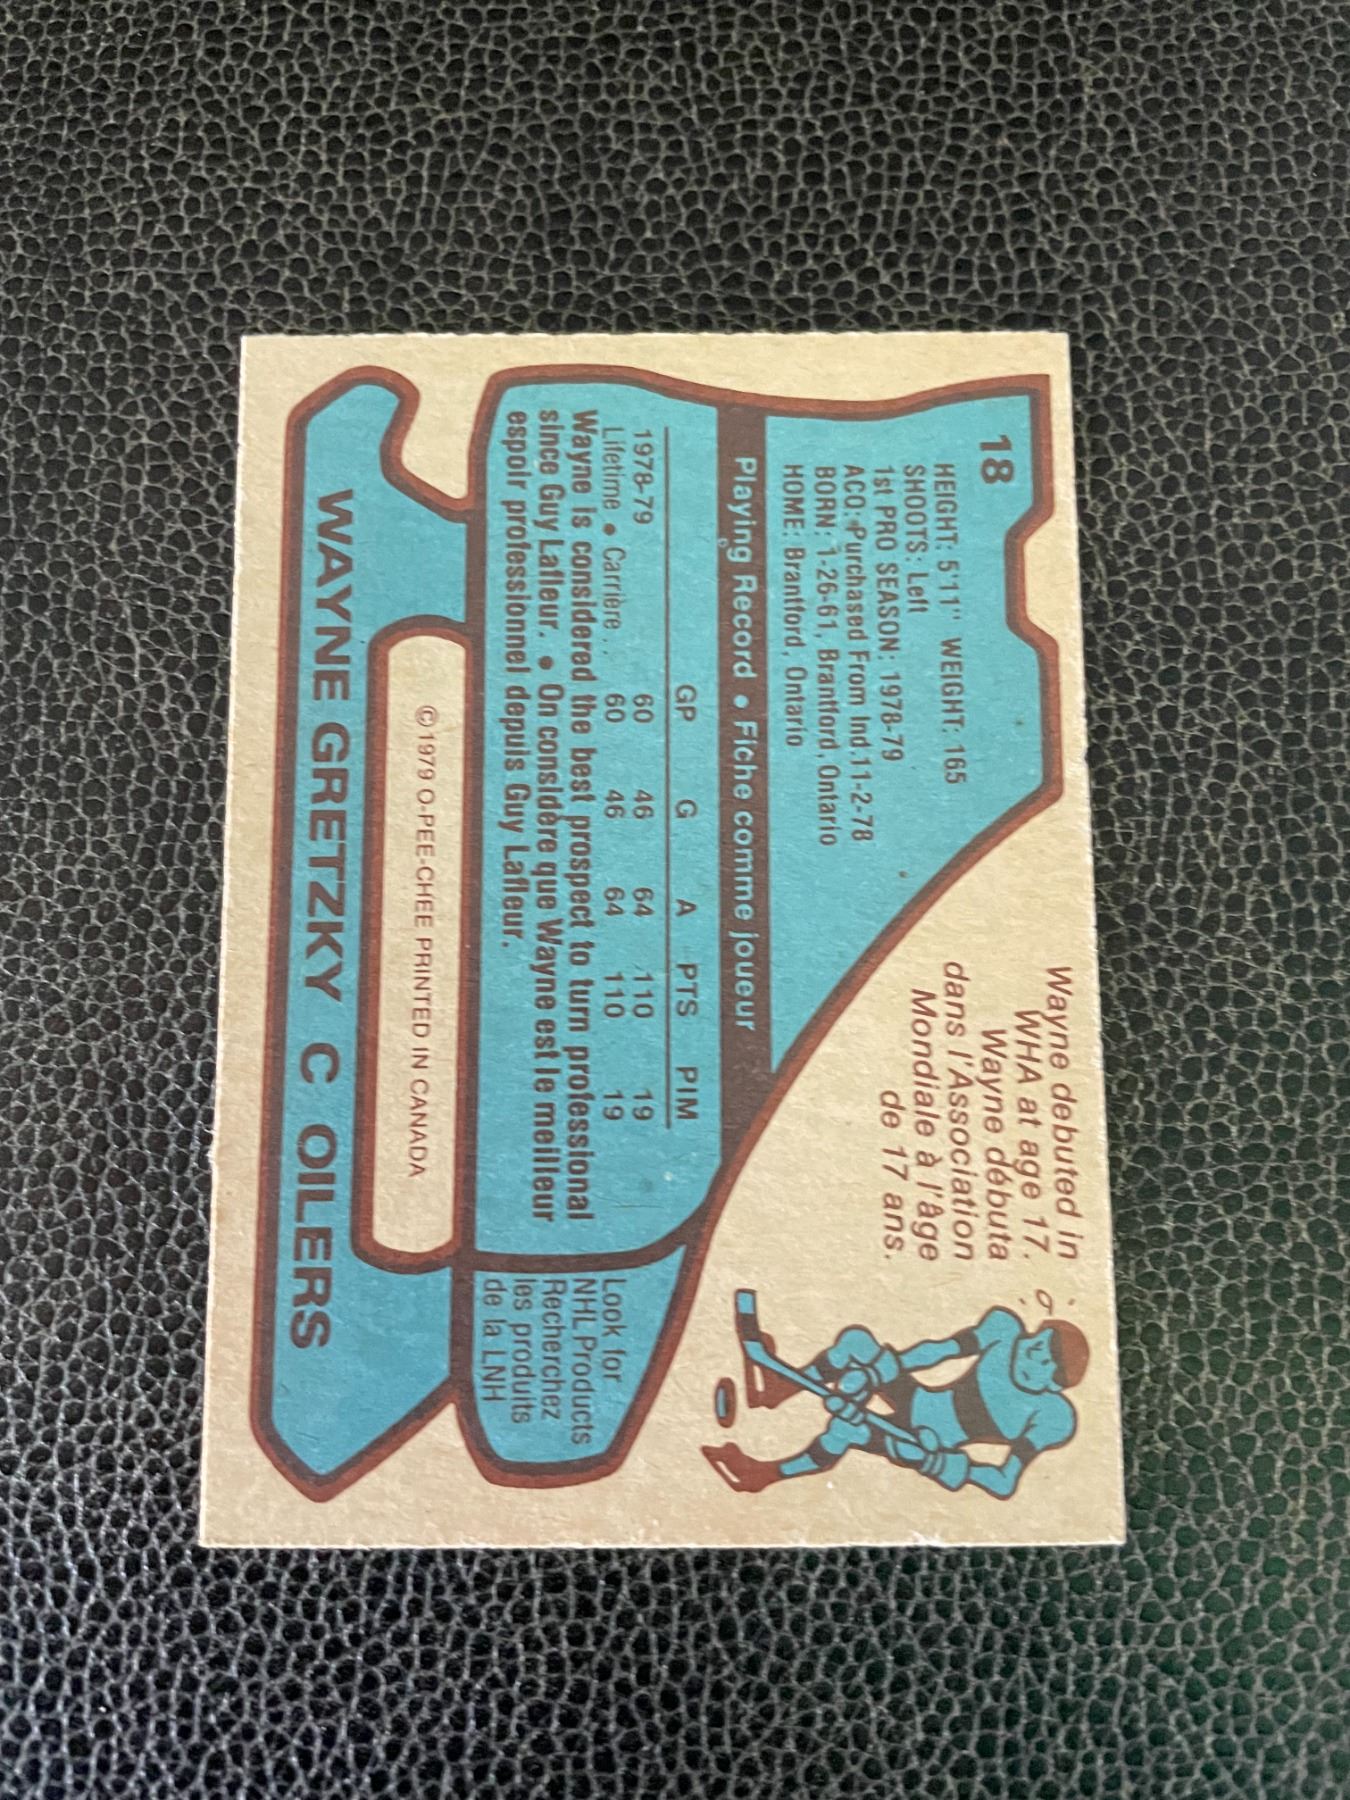 18
HEIGHT: 5'11" WEIGHT: 165
SHOOTS: Left
1st PRO SEASON: 1978-79
ACQ: Purchased From Ind. 11-2-78
BORN: 1-26-61, Brantford, Ontario
HOME: Brantford, Ontario
Wayne debuted in
WHA at age 17.
Wayne débuta
dans l'Association
Mondiale à l'âge
de 17 ans.
Playing Record • Fiche comme joueur
GP G A PTS PIM
1978-79 60 46 64 110 19
Lifetime • Carrière .. 60 46 64 110 19
Wayne is considered the best prospect to turn professional
since Guy Lafleur. • On considère que Wayne est le meilleur
espoir professionnel depuis Guy Lafleur.
Look for
NHL Products
Recherchez
les produits
de la LNH
©1979 O-PEE-CHEE PRINTED IN CANADA
WAYNE GRETZKY C OILERS